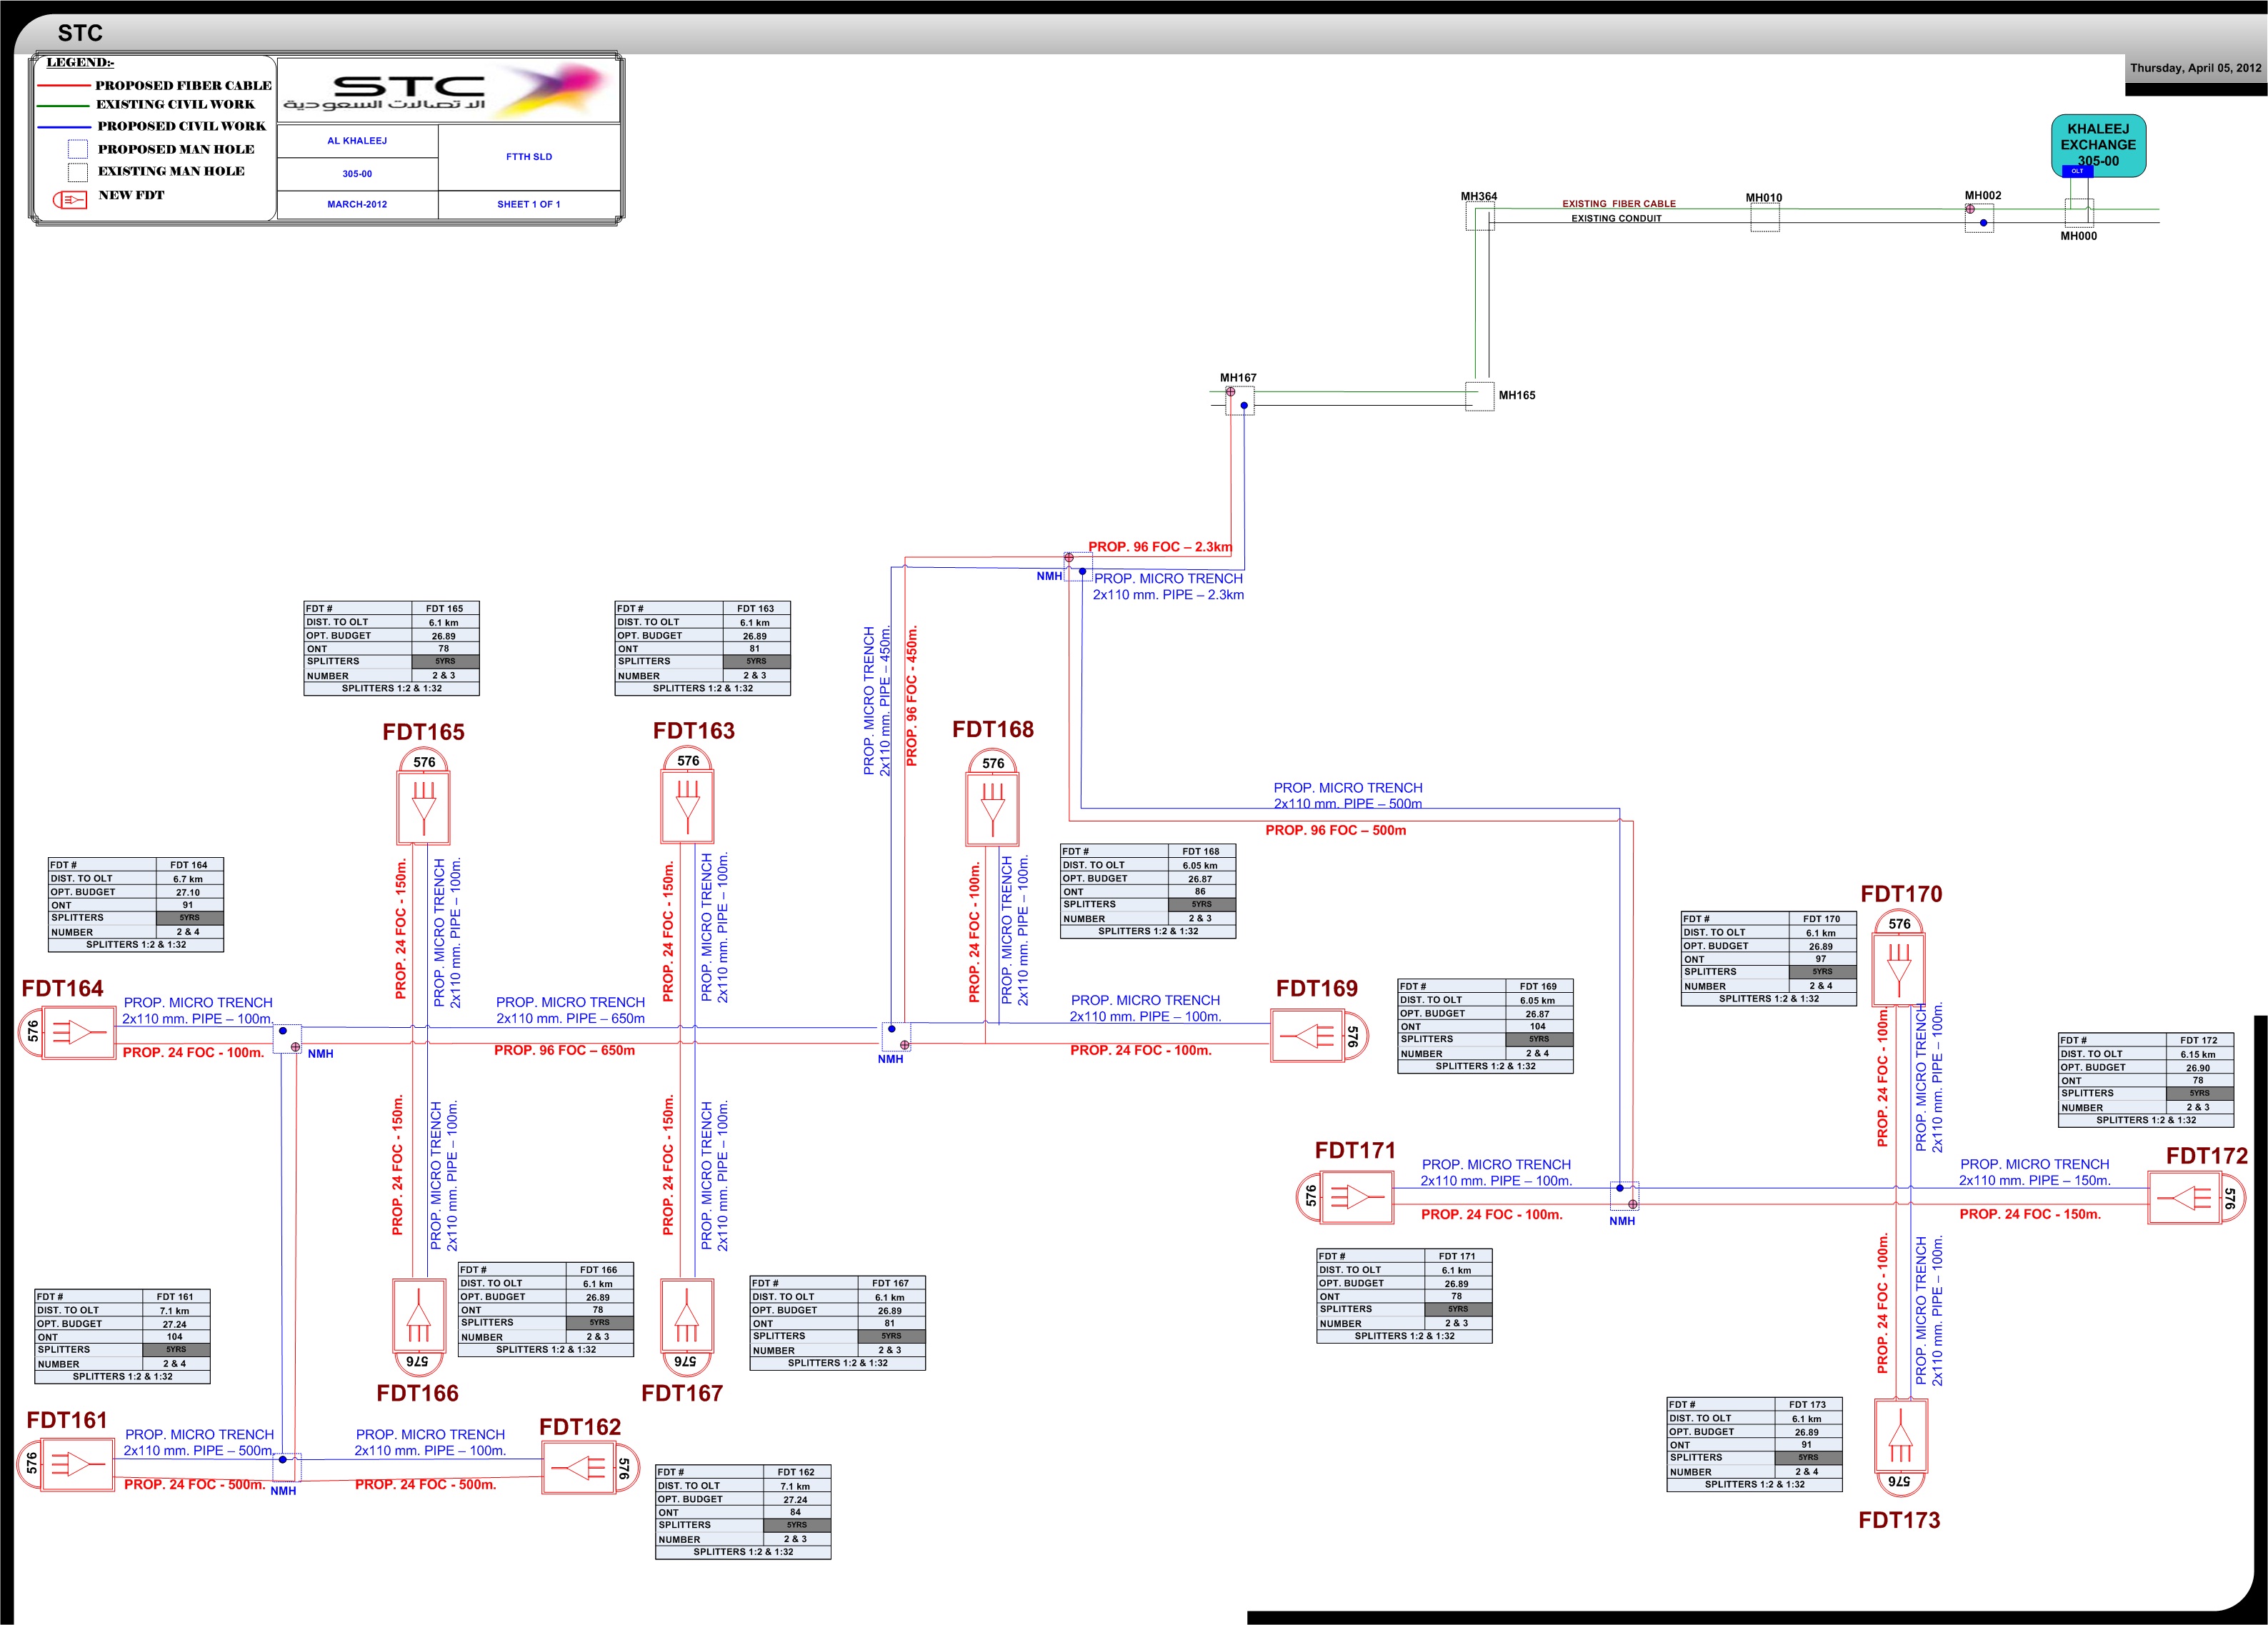 STC
Thursday, April 05, 2012
LEGEND:-
PROPOSED FIBER CABLE
EXISTING CIVIL WORK
PROPOSED CIVIL WORK
PROPOSED MAN HOLE
EXISTING MAN HOLE
NEW FDT
STC
الاتصالات السعودية
AL KHALEEJ
305-00
MARCH-2012
FTTH SLD
SHEET 1 OF 1
KHALEEJ
EXCHANGE
305-00
OLT
MH364
EXISTING FIBER CABLE
EXISTING CONDUIT
MH010
MH002
MH000
MH167
MH165
PROP. 96 FOC – 2.3km
NMH
PROP. MICRO TRENCH
2x110 mm. PIPE – 2.3km
FDT # FDT 165
DIST. TO OLT 6.1 km
OPT. BUDGET 26.89
ONT 78
SPLITTERS 5YRS
NUMBER 2 & 3
SPLITTERS 1:2 & 1:32
FDT # FDT 163
DIST. TO OLT 6.1 km
OPT. BUDGET 26.89
ONT 81
SPLITTERS 5YRS
NUMBER 2 & 3
SPLITTERS 1:2 & 1:32
PROP. MICRO TRENCH
2x110 mm. PIPE – 450m.
PROP. 96 FOC - 450m.
FDT165
576
FDT163
576
FDT168
576
PROP. MICRO TRENCH
2x110 mm. PIPE – 500m
PROP. 96 FOC – 500m
FDT # FDT 164
DIST. TO OLT 6.7 km
OPT. BUDGET 27.10
ONT 91
SPLITTERS 5YRS
NUMBER 2 & 4
SPLITTERS 1:2 & 1:32
PROP. 24 FOC - 150m.
PROP. MICRO TRENCH
2x110 mm. PIPE – 100m.
PROP. 24 FOC - 150m.
PROP. MICRO TRENCH
2x110 mm. PIPE – 100m.
PROP. 24 FOC - 100m.
PROP. MICRO TRENCH
2x110 mm. PIPE – 100m.
FDT # FDT 168
DIST. TO OLT 6.05 km
OPT. BUDGET 26.87
ONT 86
SPLITTERS 5YRS
NUMBER 2 & 3
SPLITTERS 1:2 & 1:32
FDT170
576
FDT # FDT 170
DIST. TO OLT 6.1 km
OPT. BUDGET 26.89
ONT 97
SPLITTERS 5YRS
NUMBER 2 & 4
SPLITTERS 1:2 & 1:32
FDT164
576
PROP. MICRO TRENCH
2x110 mm. PIPE – 100m.
PROP. 24 FOC - 100m.
NMH
PROP. MICRO TRENCH
2x110 mm. PIPE – 650m
PROP. 96 FOC – 650m
NMH
PROP. MICRO TRENCH
2x110 mm. PIPE – 100m.
PROP. 24 FOC - 100m.
FDT169
576
FDT # FDT 169
DIST. TO OLT 6.05 km
OPT. BUDGET 26.87
ONT 104
SPLITTERS 5YRS
NUMBER 2 & 4
SPLITTERS 1:2 & 1:32
PROP. 24 FOC - 100m.
PROP. MICRO TRENCH
2x110 mm. PIPE – 100m.
FDT # FDT 172
DIST. TO OLT 6.15 km
OPT. BUDGET 26.90
ONT 78
SPLITTERS 5YRS
NUMBER 2 & 3
SPLITTERS 1:2 & 1:32
PROP. 24 FOC - 150m.
PROP. MICRO TRENCH
2x110 mm. PIPE – 100m.
PROP. 24 FOC - 150m.
PROP. MICRO TRENCH
2x110 mm. PIPE – 100m.
FDT171
576
PROP. MICRO TRENCH
2x110 mm. PIPE – 100m.
PROP. 24 FOC - 100m.
NMH
PROP. MICRO TRENCH
2x110 mm. PIPE – 150m.
PROP. 24 FOC - 150m.
FDT172
576
PROP. 24 FOC - 100m.
PROP. MICRO TRENCH
2x110 mm. PIPE – 100m.
FDT # FDT 171
DIST. TO OLT 6.1 km
OPT. BUDGET 26.89
ONT 78
SPLITTERS 5YRS
NUMBER 2 & 3
SPLITTERS 1:2 & 1:32
FDT # FDT 166
DIST. TO OLT 6.1 km
OPT. BUDGET 26.89
ONT 78
SPLITTERS 5YRS
NUMBER 2 & 3
SPLITTERS 1:2 & 1:32
FDT # FDT 167
DIST. TO OLT 6.1 km
OPT. BUDGET 26.89
ONT 81
SPLITTERS 5YRS
NUMBER 2 & 3
SPLITTERS 1:2 & 1:32
FDT # FDT 161
DIST. TO OLT 7.1 km
OPT. BUDGET 27.24
ONT 104
SPLITTERS 5YRS
NUMBER 2 & 4
SPLITTERS 1:2 & 1:32
576
FDT166
576
FDT167
FDT161
576
PROP. MICRO TRENCH
2x110 mm. PIPE – 500m.
PROP. 24 FOC - 500m.
NMH
PROP. MICRO TRENCH
2x110 mm. PIPE – 100m.
PROP. 24 FOC - 500m.
FDT162
576
FDT # FDT 162
DIST. TO OLT 7.1 km
OPT. BUDGET 27.24
ONT 84
SPLITTERS 5YRS
NUMBER 2 & 3
SPLITTERS 1:2 & 1:32
FDT # FDT 173
DIST. TO OLT 6.1 km
OPT. BUDGET 26.89
ONT 91
SPLITTERS 5YRS
NUMBER 2 & 4
SPLITTERS 1:2 & 1:32
576
FDT173